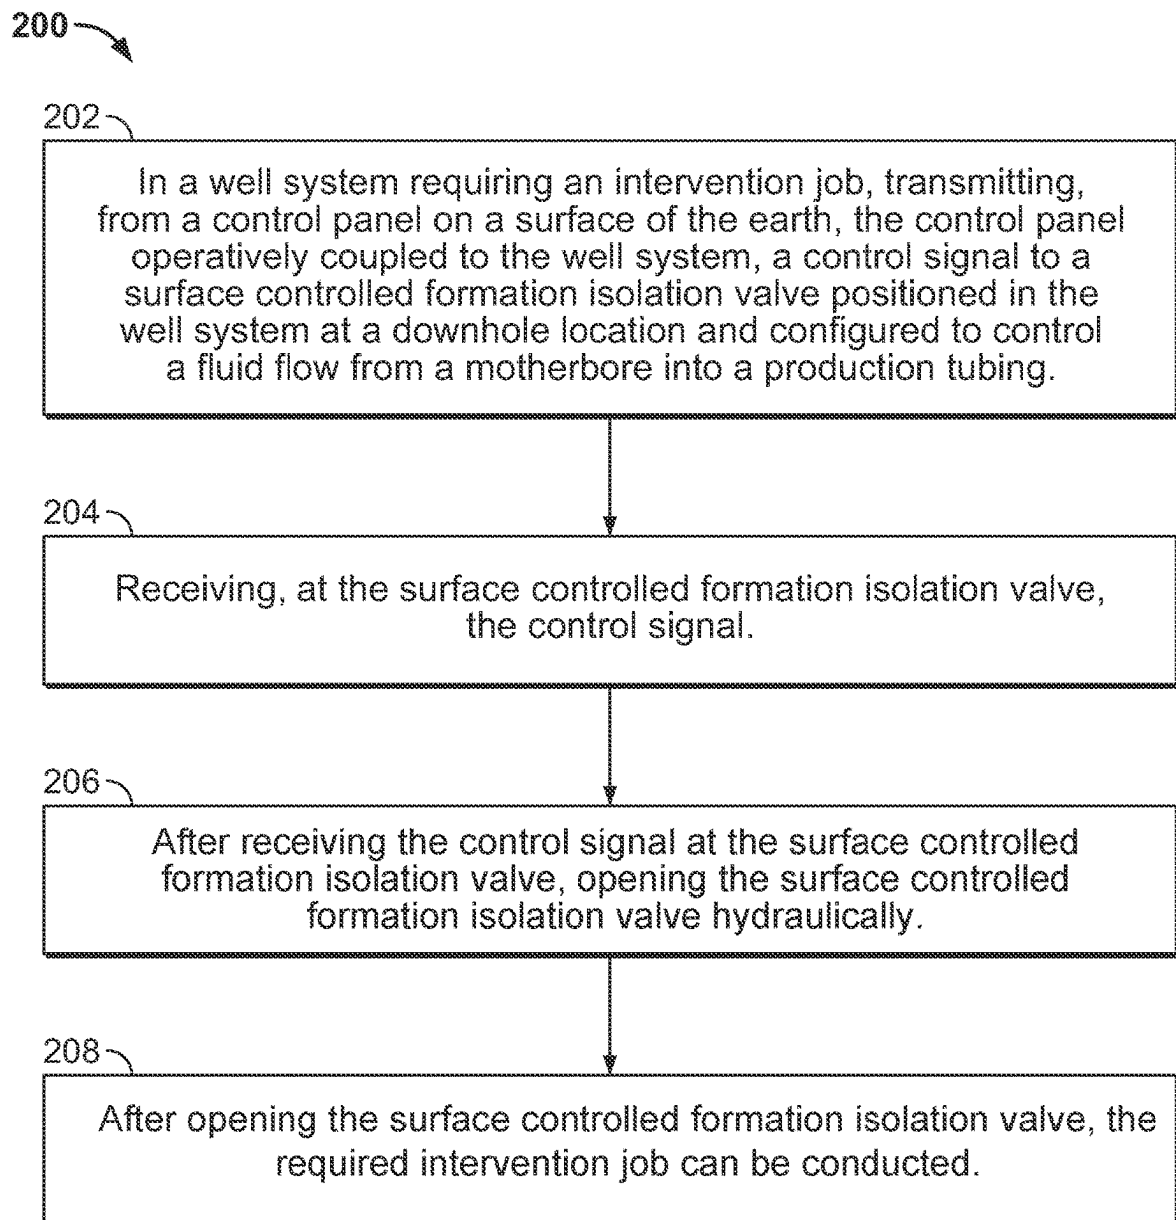 200
202
In a well system requiring an intervention job, transmitting,
from a control panel on a surface of the earth, the control panel
operatively coupled to the well system, a control signal to a
surface controlled formation isolation valve positioned in the
well system at a downhole location and configured to control
a fluid flow from a motherbore into a production tubing.
204
Receiving, at the surface controlled formation isolation valve,
the control signal.
206
After receiving the control signal at the surface controlled
formation isolation valve, opening the surface controlled
formation isolation valve hydraulically.
208
After opening the surface controlled formation isolation valve, the
required intervention job can be conducted.